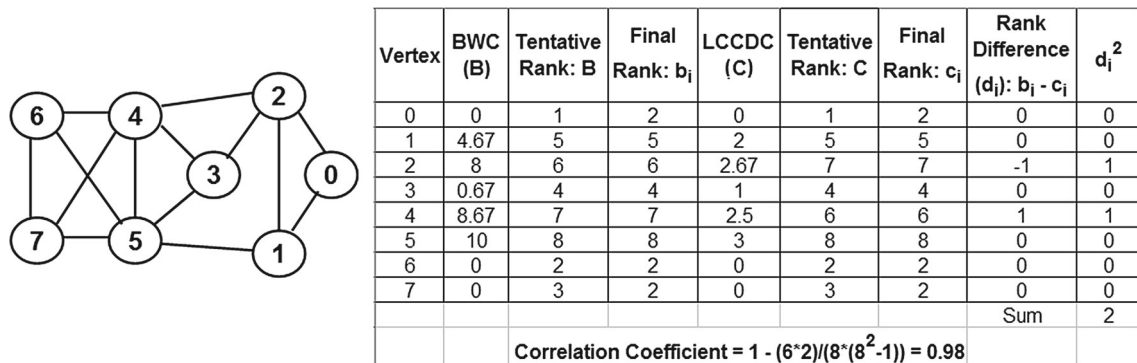 6
4
2
3
0
7
5
1
Vertex | BWC (B) | Tentative Rank: B | Final Rank: bᵢ | LCCDC (C) | Tentative Rank: C | Final Rank: cᵢ | Rank Difference (dᵢ): bᵢ - cᵢ | dᵢ²
0 | 0 | 1 | 2 | 0 | 1 | 2 | 0 | 0
1 | 4.67 | 5 | 5 | 2 | 5 | 5 | 0 | 0
2 | 8 | 6 | 6 | 2.67 | 7 | 7 | -1 | 1
3 | 0.67 | 4 | 4 | 1 | 4 | 4 | 0 | 0
4 | 8.67 | 7 | 7 | 2.5 | 6 | 6 | 1 | 1
5 | 10 | 8 | 8 | 3 | 8 | 8 | 0 | 0
6 | 0 | 2 | 2 | 0 | 2 | 2 | 0 | 0
7 | 0 | 3 | 2 | 0 | 3 | 2 | 0 | 0
Sum | 2
Correlation Coefficient = 1 - (6*2)/(8*(8²-1)) = 0.98